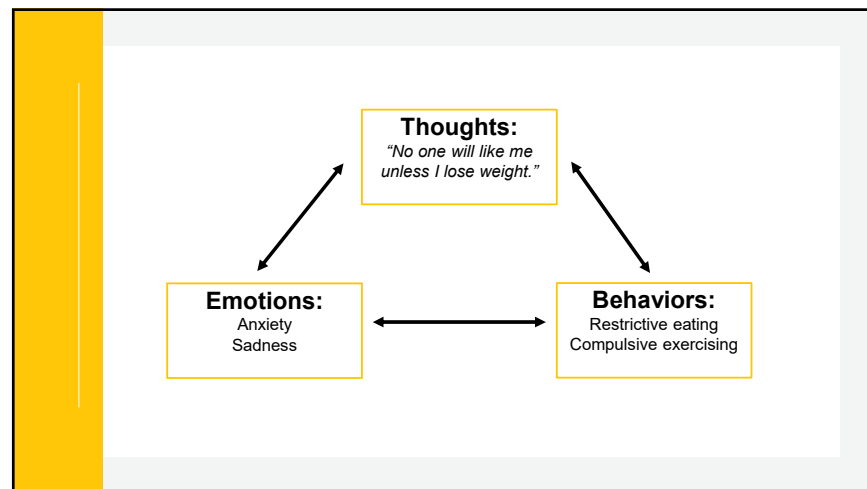 Thoughts:
“No one will like me
unless I lose weight.”
Emotions:
Anxiety
Sadness
Behaviors:
Restrictive eating
Compulsive exercising